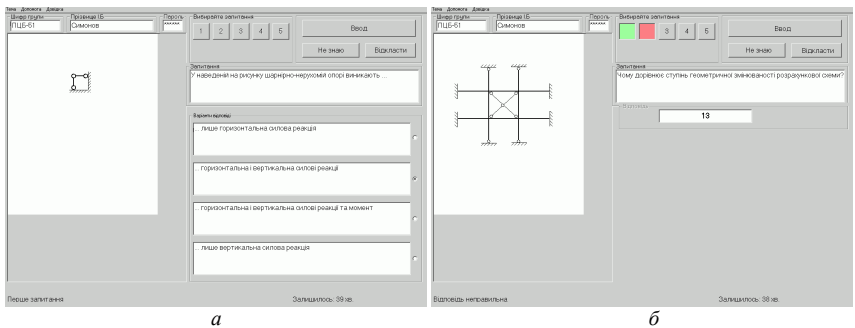 Тема Допомога Довідка
Шифр групи Прізвище І.Б. Пароль
ПЦБ-61 Симонов ******
Вибирайте запитання
1 2 3 4 5
Ввод
Не знаю Відкласти
Запитання
У наведеній на рисунку шарнірно-нерухомій опорі виникають ...
Варіанти відповіді
... лише горизонтальна силова реакція
... горизонтальна і вертикальна силові реакції
... горизонтальна і вертикальна силові реакції та момент
... лише вертикальна силова реакція
Перше запитання Залишилось: 39 хв.
а
Тема Допомога Довідка
Шифр групи Прізвище І.Б. Пароль
ПЦБ-61 Симонов ******
Вибирайте запитання
3 4 5
Ввод
Не знаю Відкласти
Запитання
Чому дорівнює ступінь геометричної змінюваності розрахункової схеми?
Відповідь
13
Відповідь неправильна Залишилось: 38 хв.
б